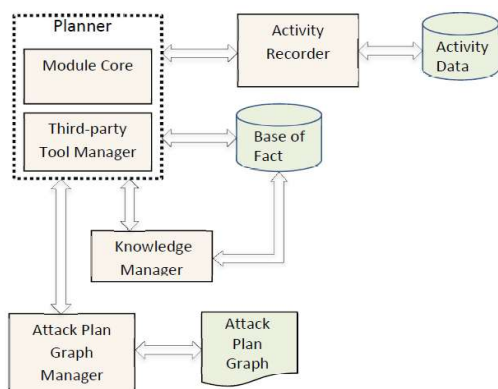 Planner
Module Core
Third-party
Tool Manager
Activity
Recorder
Activity
Data
Base of
Fact
Knowledge
Manager
Attack Plan
Graph
Manager
Attack
Plan
Graph